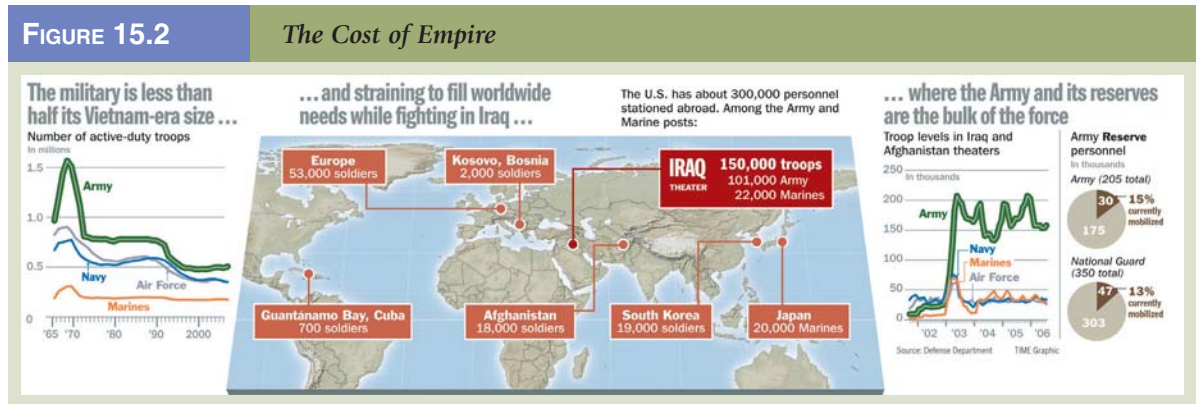 FIGURE 15.2
The Cost of Empire
The military is less than
half its Vietnam-era size ...
Number of active-duty troops
In millions
1.5
1.0
0.5
0
Army
Navy
Air Force
Marines
'65 '70 '80 '90 2000
...and straining to fill worldwide
needs while fighting in Iraq ...
The U.S. has about 300,000 personnel
stationed abroad. Among the Army and
Marine posts:
Europe
53,000 soldiers
Kosovo, Bosnia
2,000 soldiers
IRAQ
THEATER
150,000 troops
101,000 Army
22,000 Marines
Guantánamo Bay, Cuba
700 soldiers
Afghanistan
18,000 soldiers
South Korea
19,000 soldiers
Japan
20,000 Marines
... where the Army and its reserves
are the bulk of the force
Troop levels in Iraq and
Afghanistan theaters
250
In thousands
200
150
100
50
0
Army
Navy
Marines
Air Force
'02 '03 '04 '05 '06
Source: Defense Department TIME Graphic
Army Reserve
personnel
In thousands
Army (205 total)
30
15%
currently
mobilized
175
National Guard
(350 total)
47
13%
currently
mobilized
303